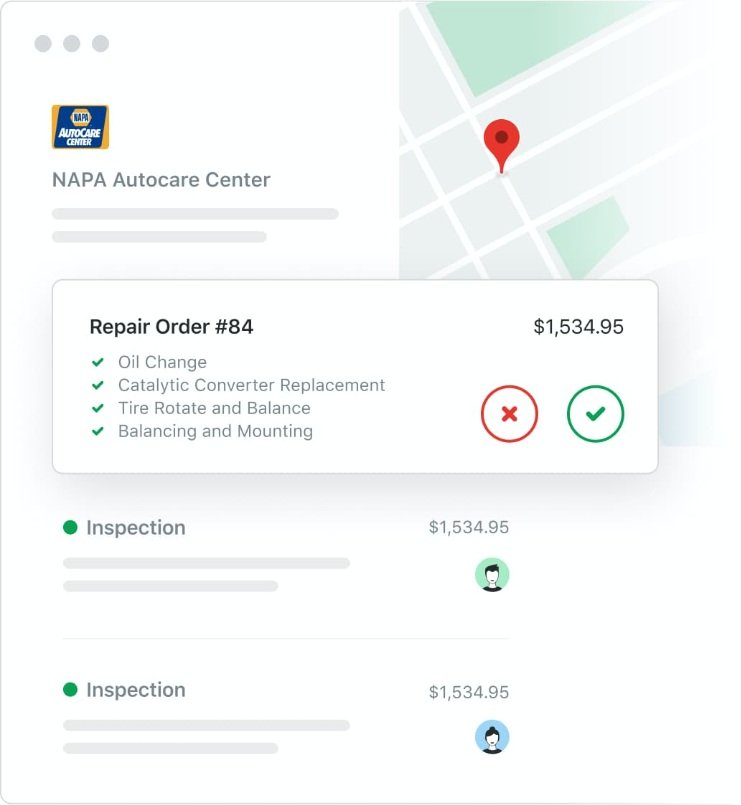 NAPA
AUTOCARE
CENTER
NAPA Autocare Center
Repair Order #84
$1,534.95
Oil Change
Catalytic Converter Replacement
Tire Rotate and Balance
Balancing and Mounting
Inspection
$1,534.95
Inspection
$1,534.95